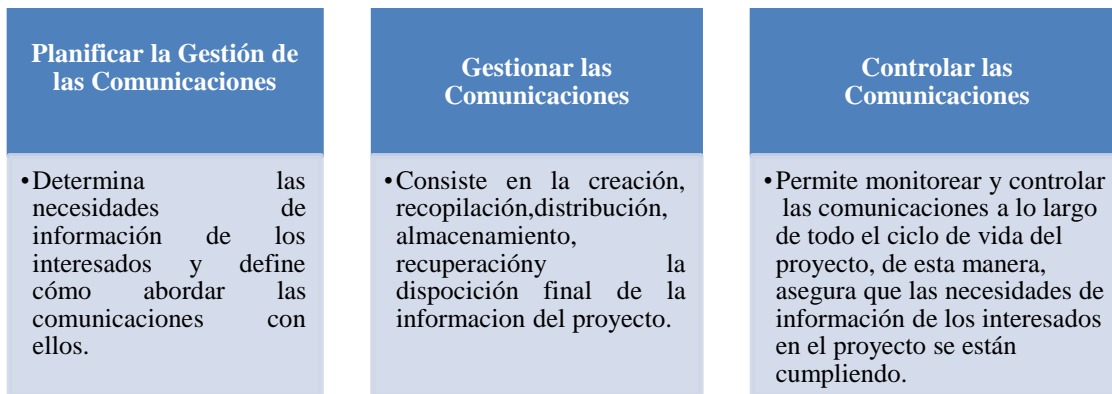 Planificar la Gestión de
las Comunicaciones
•Determina las
necesidades de
información de los
interesados y define
cómo abordar las
comunicaciones con
ellos.
Gestionar las
Comunicaciones
•Consiste en la creación,
recopilación,distribución,
almacenamiento,
recuperacióny la
dispocición final de la
informacion del proyecto.
Controlar las
Comunicaciones
•Permite monitorear y controlar
las comunicaciones a lo largo
de todo el ciclo de vida del
proyecto, de esta manera,
asegura que las necesidades de
información de los interesados
en el proyecto se están
cumpliendo.